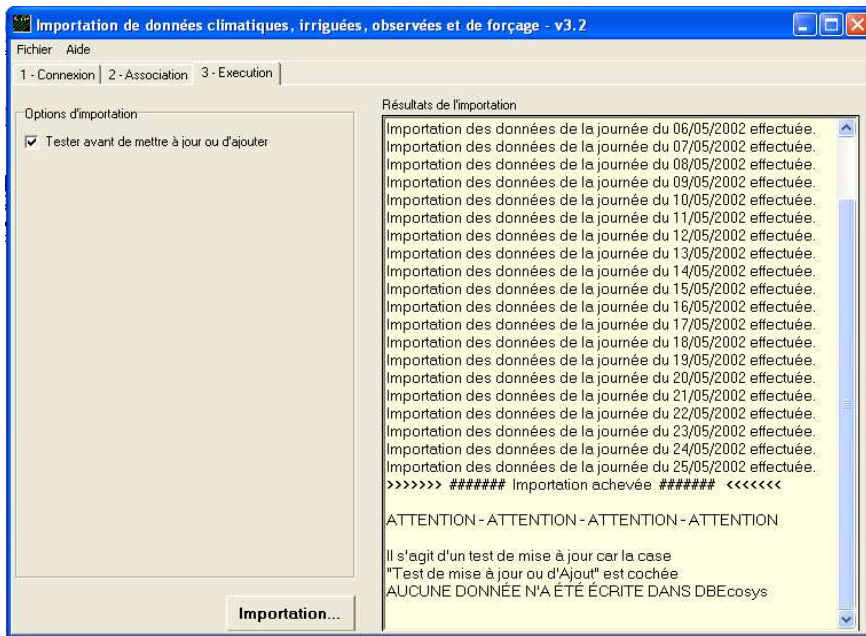 Importation de données climatiques, irriguées, observées et de forçage - v3.2
Fichier Aide
1 - Connexion 2 - Association 3 - Execution
Options d'importation
Tester avant de mettre à jour ou d'ajouter
Importation...
Résultats de l'importation
Importation des données de la journée du 06/05/2002 effectuée.
Importation des données de la journée du 07/05/2002 effectuée.
Importation des données de la journée du 08/05/2002 effectuée.
Importation des données de la journée du 09/05/2002 effectuée.
Importation des données de la journée du 10/05/2002 effectuée.
Importation des données de la journée du 11/05/2002 effectuée.
Importation des données de la journée du 12/05/2002 effectuée.
Importation des données de la journée du 13/05/2002 effectuée.
Importation des données de la journée du 14/05/2002 effectuée.
Importation des données de la journée du 15/05/2002 effectuée.
Importation des données de la journée du 16/05/2002 effectuée.
Importation des données de la journée du 17/05/2002 effectuée.
Importation des données de la journée du 18/05/2002 effectuée.
Importation des données de la journée du 19/05/2002 effectuée.
Importation des données de la journée du 20/05/2002 effectuée.
Importation des données de la journée du 21/05/2002 effectuée.
Importation des données de la journée du 22/05/2002 effectuée.
Importation des données de la journée du 23/05/2002 effectuée.
Importation des données de la journée du 24/05/2002 effectuée.
Importation des données de la journée du 25/05/2002 effectuée.
>>>>>>> ####### Importation achevée ####### <<<<<<<
ATTENTION - ATTENTION - ATTENTION - ATTENTION
Il s'agit d'un test de mise à jour car la case
"Test de mise à jour ou d'Ajout" est cochée
AUCUNE DONNÉE N'A ÉTÉ ÉCRITE DANS DBEcosys